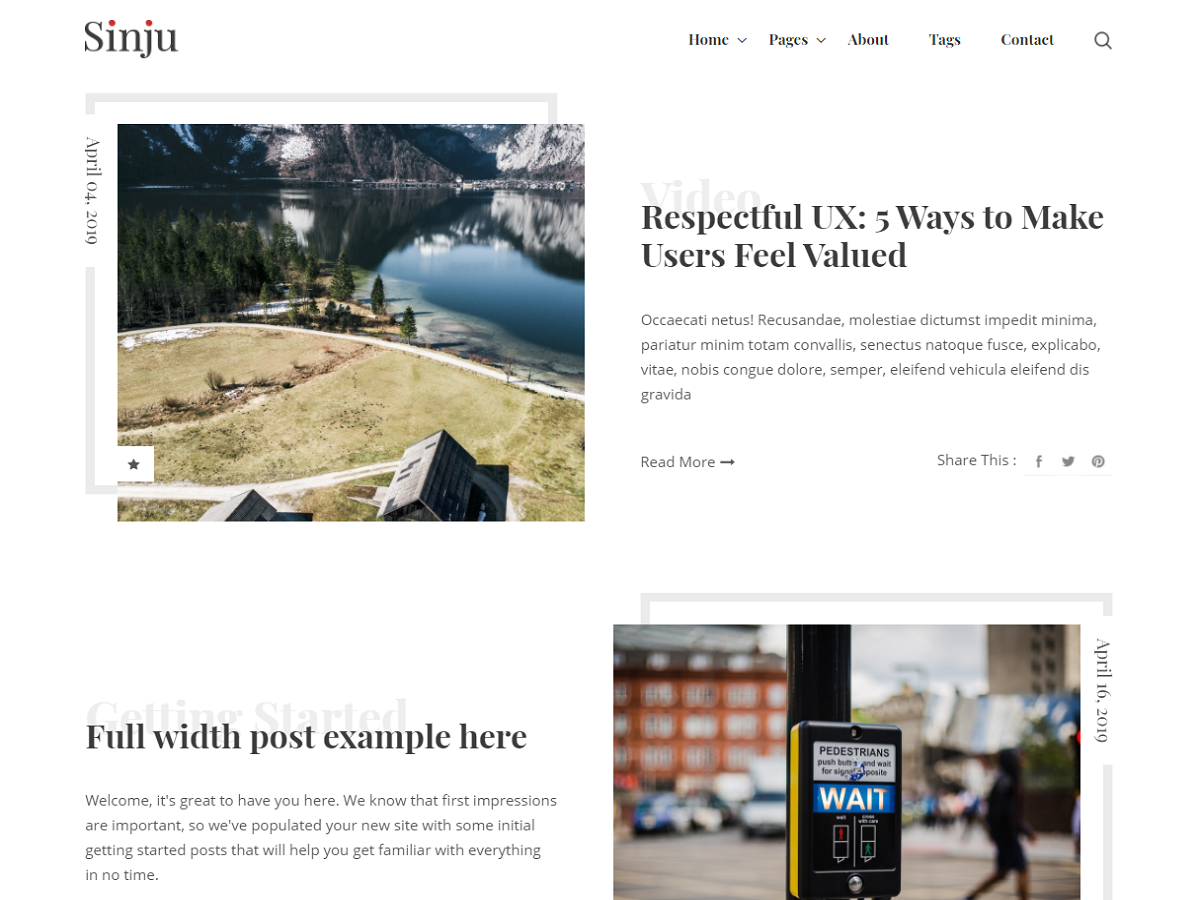 Sinju
Home Pages About Tags Contact
April 04, 2019
Video
Respectful UX: 5 Ways to Make
Users Feel Valued
Occaecati netus! Recusandae, molestiae dictumst impedit minima,
pariatur minim totam convallis, senectus natoque fusce, explicabo,
vitae, nobis congue dolore, semper, eleifend vehicula eleifend dis
gravida
Read More
Share This :
Getting Started
Full width post example here
Welcome, it's great to have you here. We know that first impressions
are important, so we've populated your new site with some initial
getting started posts that will help you get familiar with everything
in no time.
April 16, 2019
PEDESTRIANS
push and wait
for
WAIT
wait
cross
with care